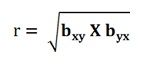 r = √bxy X byx